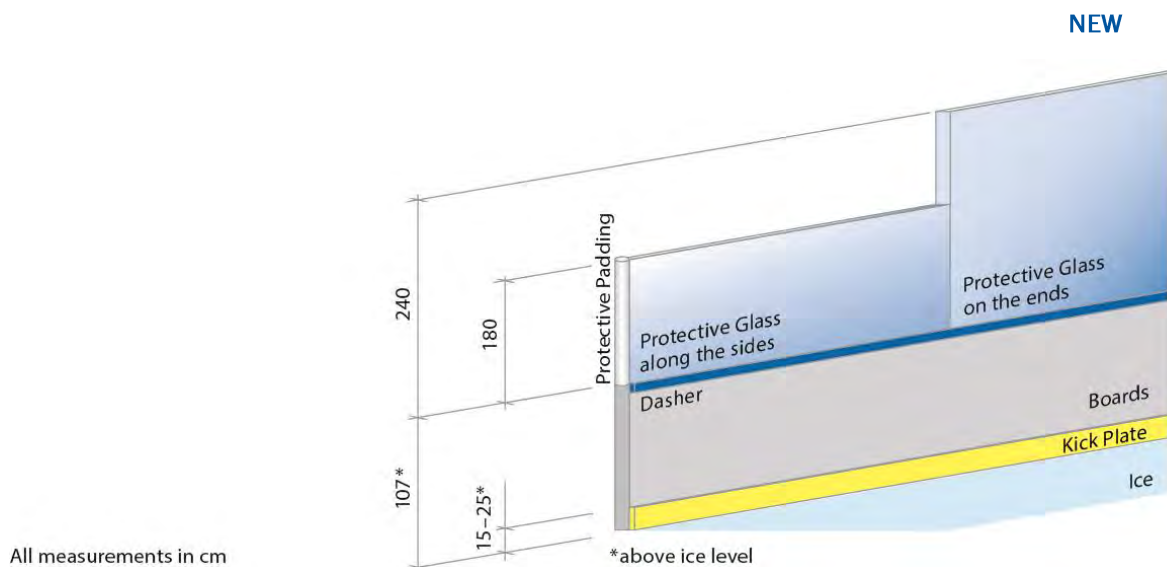 NEW
240
180
Protective Padding
Protective Glass
along the sides
Protective Glass
on the ends
Dasher
Boards
Kick Plate
Ice
107*
15–25*
All measurements in cm
*above ice level